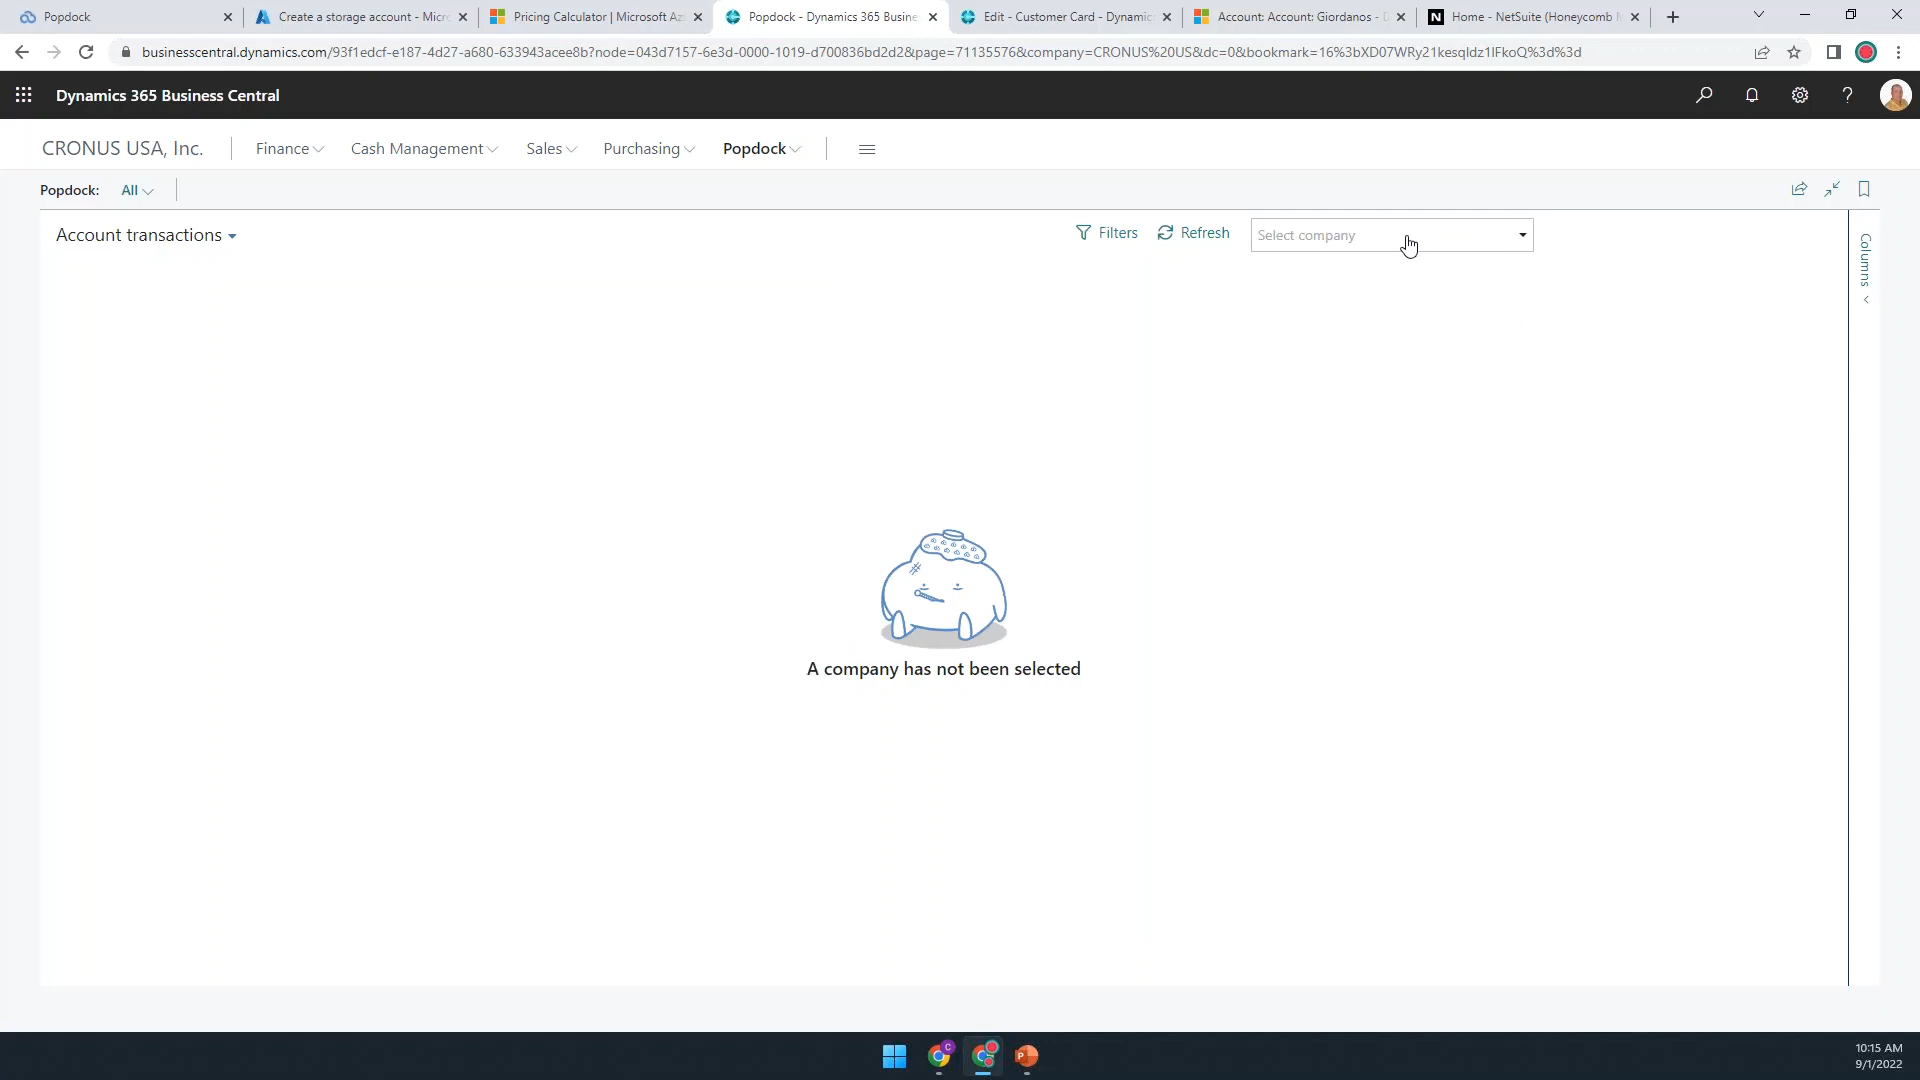 Popdock
Create a storage account - Micro
Pricing Calculator | Microsoft Az
Popdock - Dynamics 365 Busine
Edit - Customer Card - Dynamic
Account: Account: Giordanos - D
N Home - NetSuite (Honeycomb
businesscentral.dynamics.com/93f1edcf-e187-4d27-a680-633943acee8b?node=043d7157-6e3d-0000-1019-d700836bd2d2&page=71135576&company=CRONUS%20US&dc=0&bookmark=16%3bXD07WRy21kesqldz1lFkoQ%3d%3d
Dynamics 365 Business Central
CRONUS USA, Inc.
Finance
Cash Management
Sales
Purchasing
Popdock
Popdock:
All
Account transactions
Filters
Refresh
Select company
Columns
A company has not been selected
C
P
10:15 AM
9/1/2022